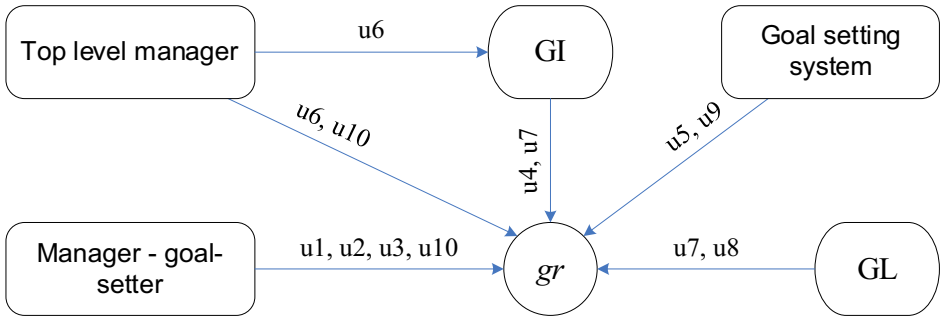 Top level manager
u6
GI
Goal setting
system
u6, u10
u4, u7
u5, u9
Manager - goal-
setter
u1, u2, u3, u10
gr
u7, u8
GL